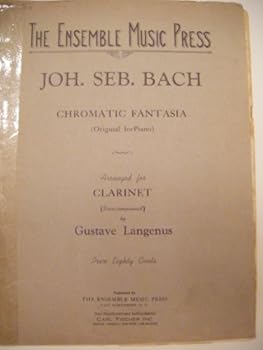 THE ENSEMBLE MUSIC PRESS
JOH. SEB. BACH
CHROMATIC FANTASIA
(Original for Piano)
Arranged for
CLARINET
(Unaccompanied)
by
Gustave Langenus
Price Eighty Cents
Published by
THE ENSEMBLE MUSIC PRESS
CARL FISCHER INC.